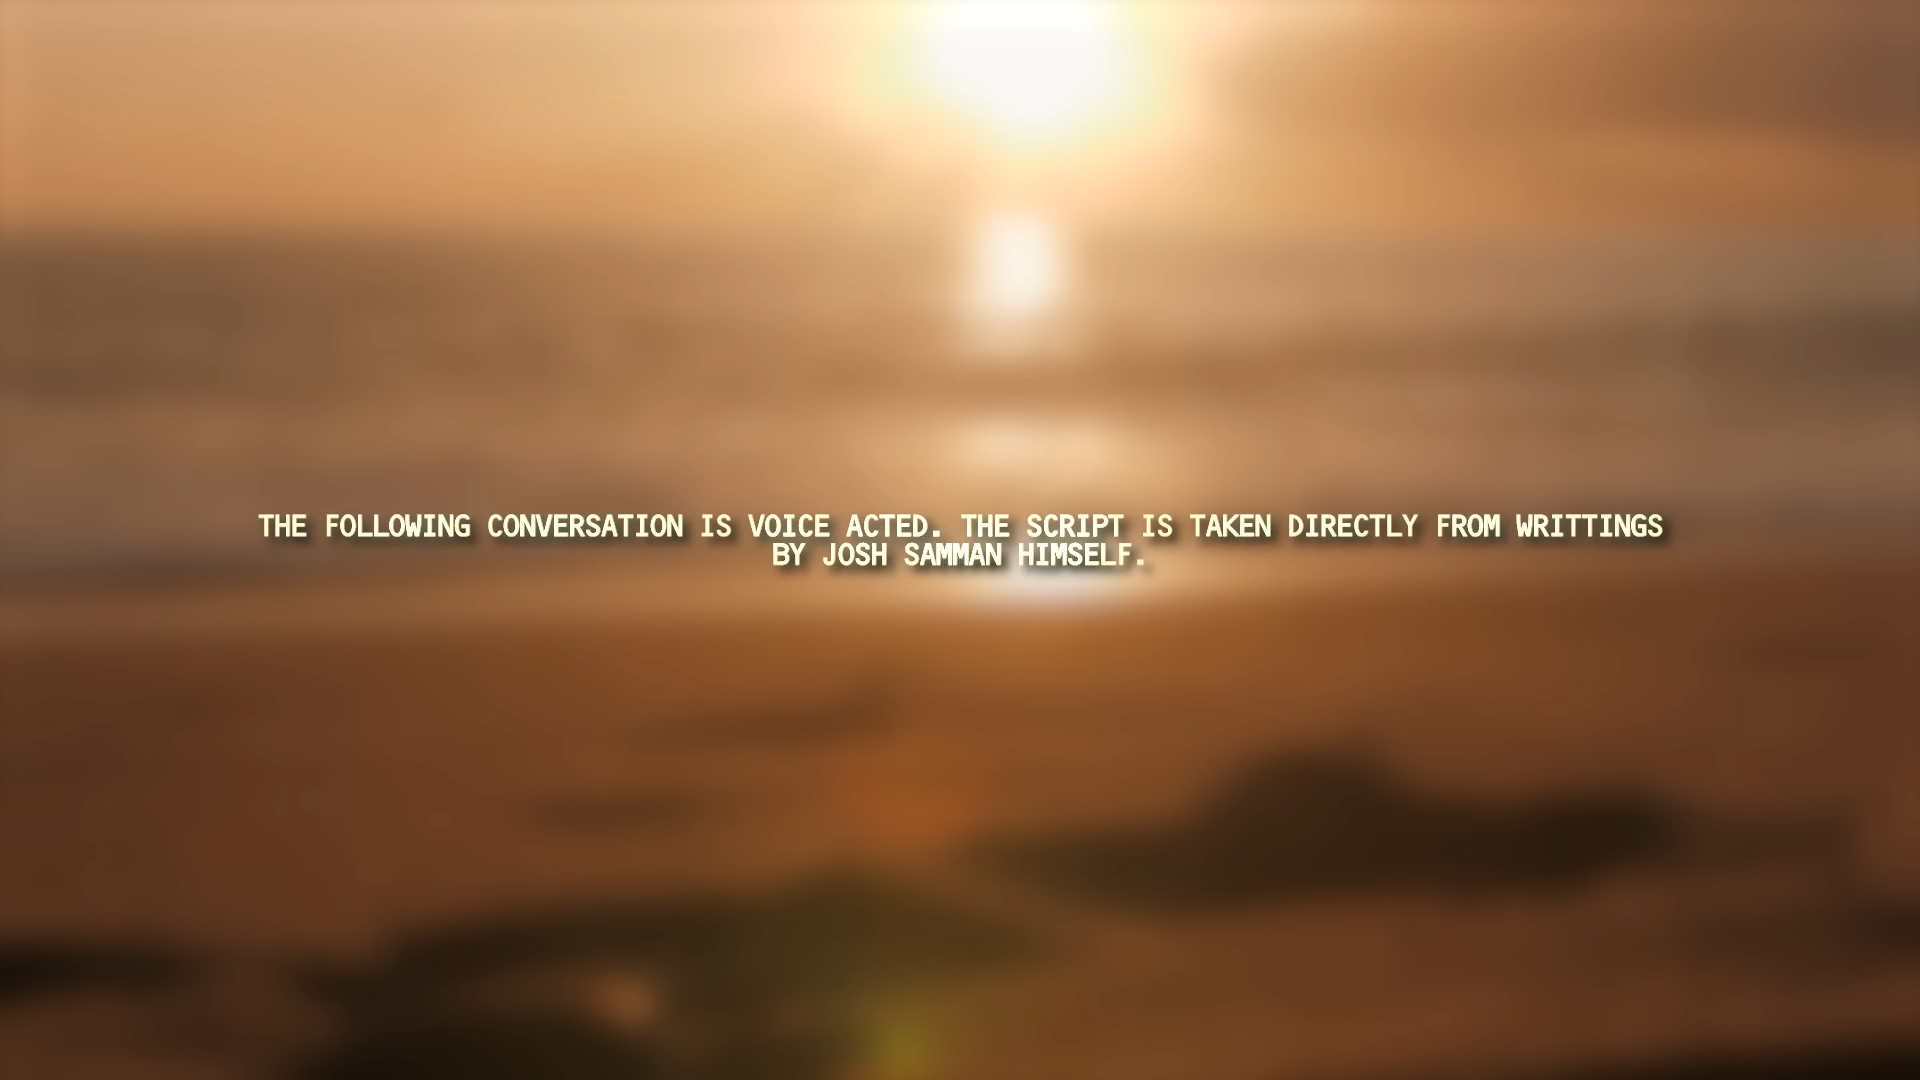 THE FOLLOWING CONVERSATION IS VOICE ACTED. THE SCRIPT IS TAKEN DIRECTLY FROM WRITTINGS
BY JOSH SAMMAN HIMSELF.